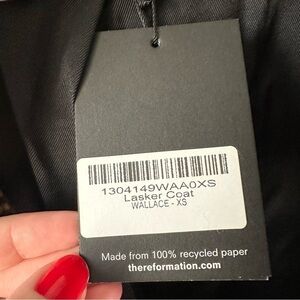 1304149WAA0XS
Lasker Coat
WALLACE - XS
Made from 100% recycled paper
thereformation.com